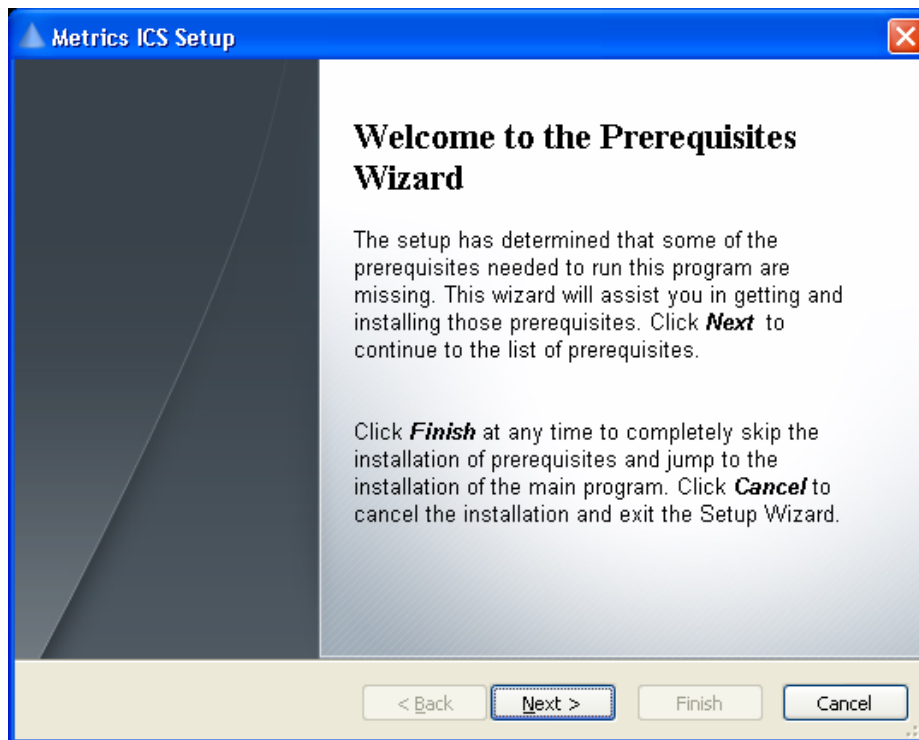 Metrics ICS Setup
Welcome to the Prerequisites
Wizard
The setup has determined that some of the
prerequisites needed to run this program are
missing. This wizard will assist you in getting and
installing those prerequisites. Click Next to
continue to the list of prerequisites.
Click Finish at any time to completely skip the
installation of prerequisites and jump to the
installation of the main program. Click Cancel to
cancel the installation and exit the Setup Wizard.
< Back Next > Finish Cancel